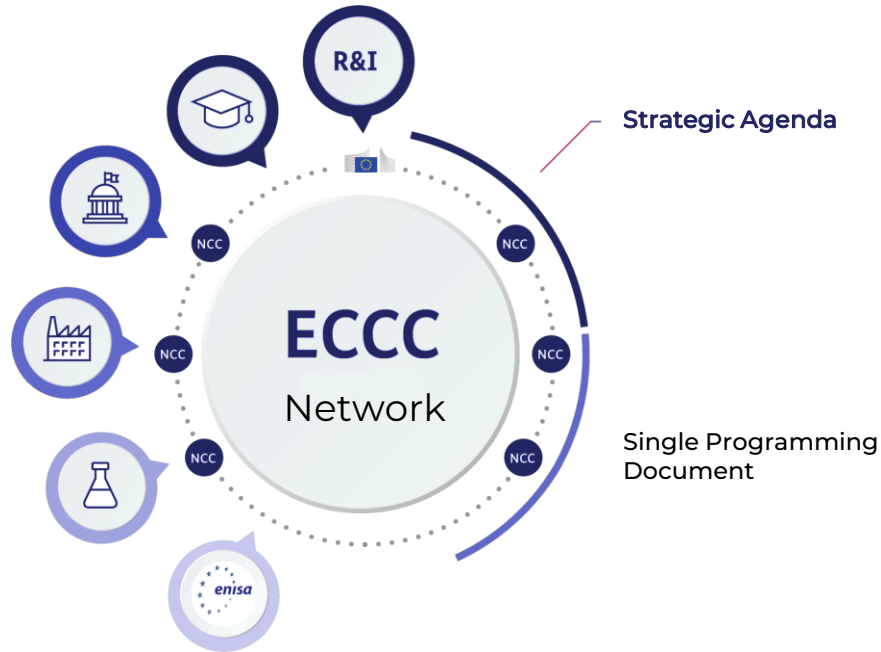 R&I
Strategic Agenda
NCC
NCC
ECCC
Network
NCC
NCC
Single Programming
Document
NCC
NCC
enisa